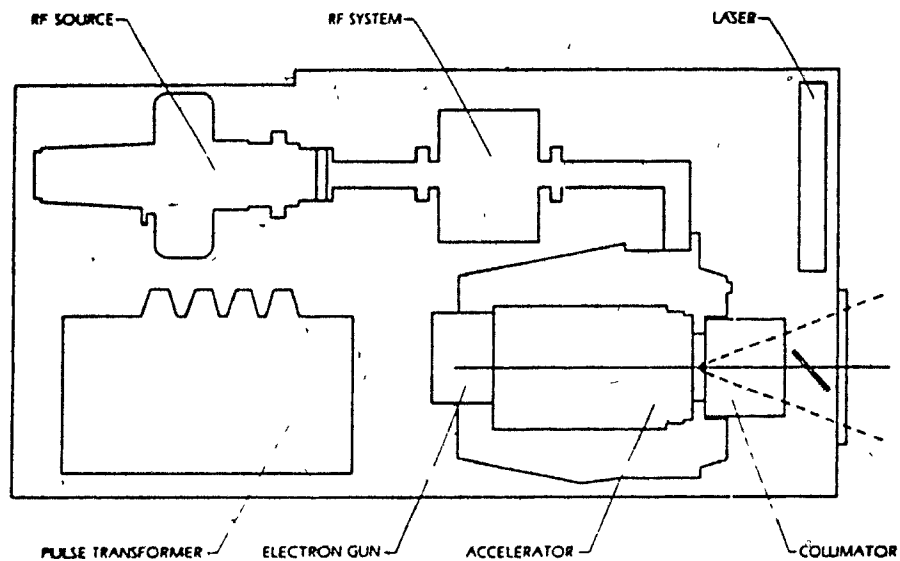 RF SOURCE
RF SYSTEM
LASER
PULSE TRANSFORMER
ELECTRON GUN
ACCELERATOR
COLLIMATOR